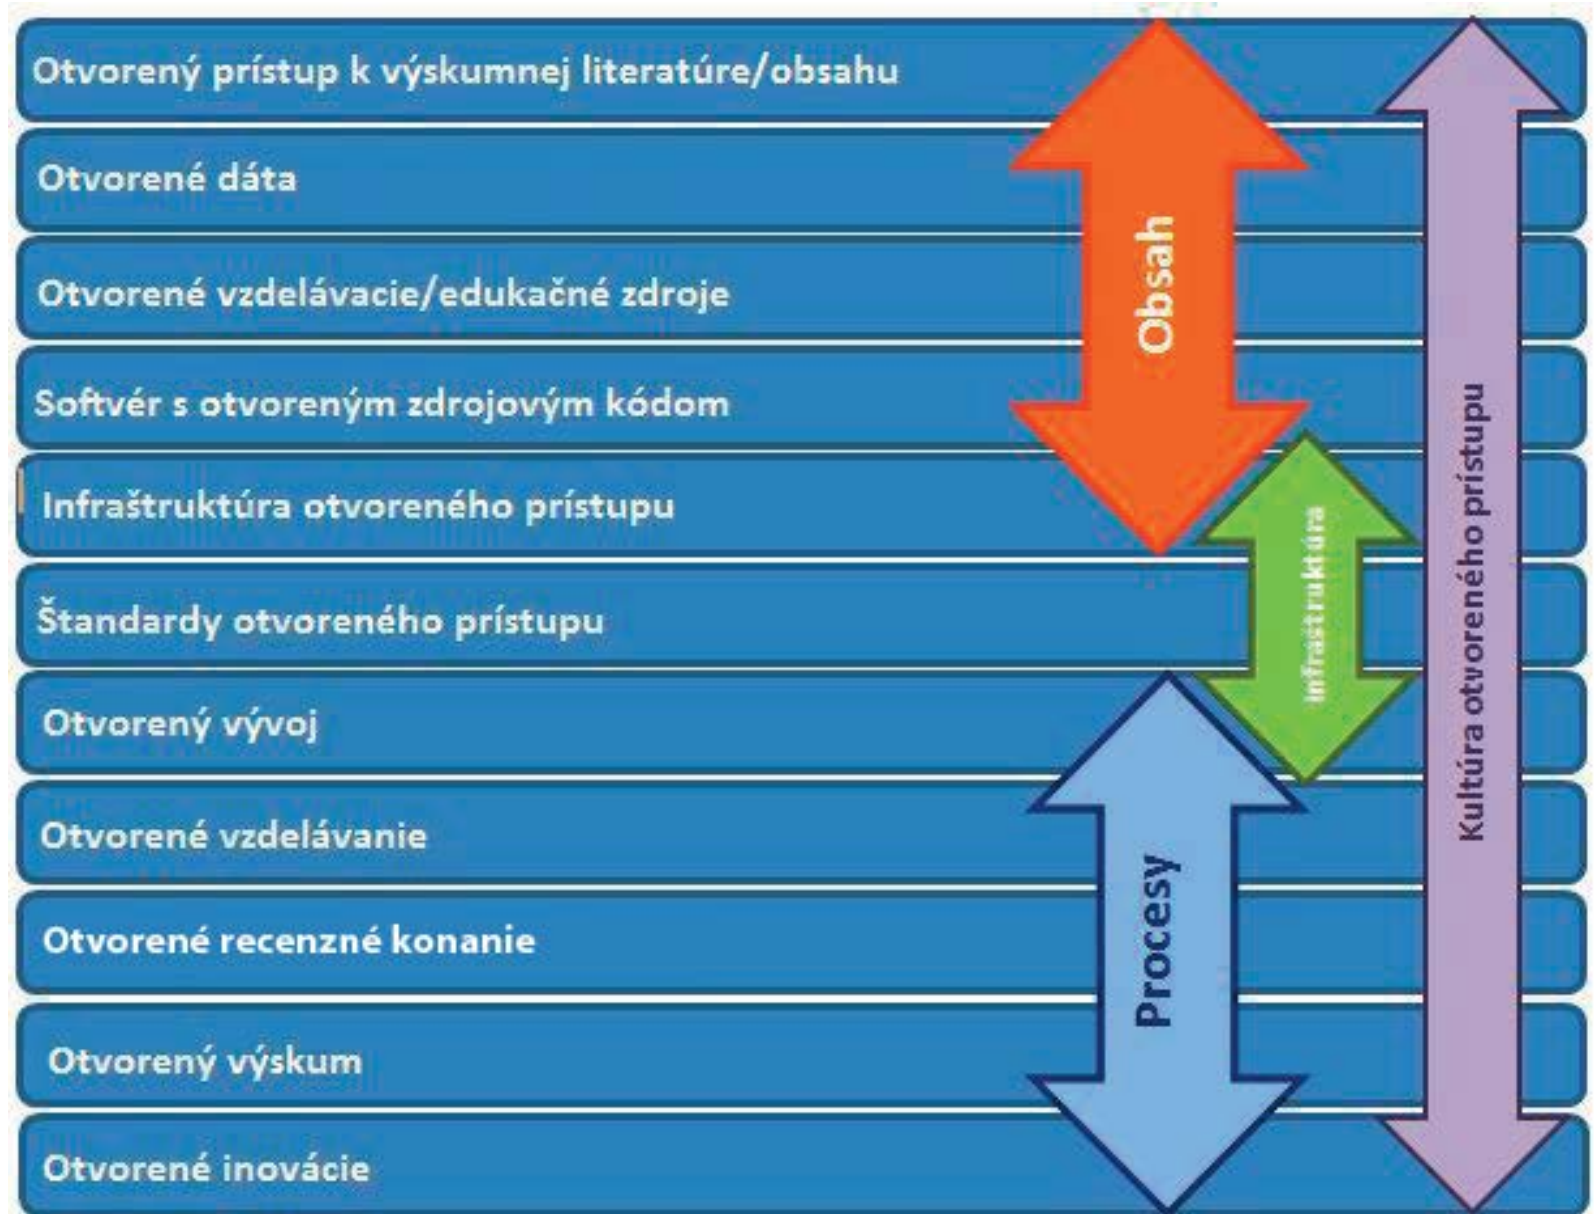 Otvorený prístup k výskumnej literatúre/obsahu
Otvorené dáta
Otvorené vzdelávacie/edukačné zdroje
Softvér s otvoreným zdrojovým kódom
Infraštruktúra otvoreného prístupu
Štandardy otvoreného prístupu
Otvorený vývoj
Otvorené vzdelávanie
Otvorené recenzné konanie
Otvorený výskum
Otvorené inovácie
Obsah
infraštruktúra
Procesy
Kultúra otvoreného prístupu